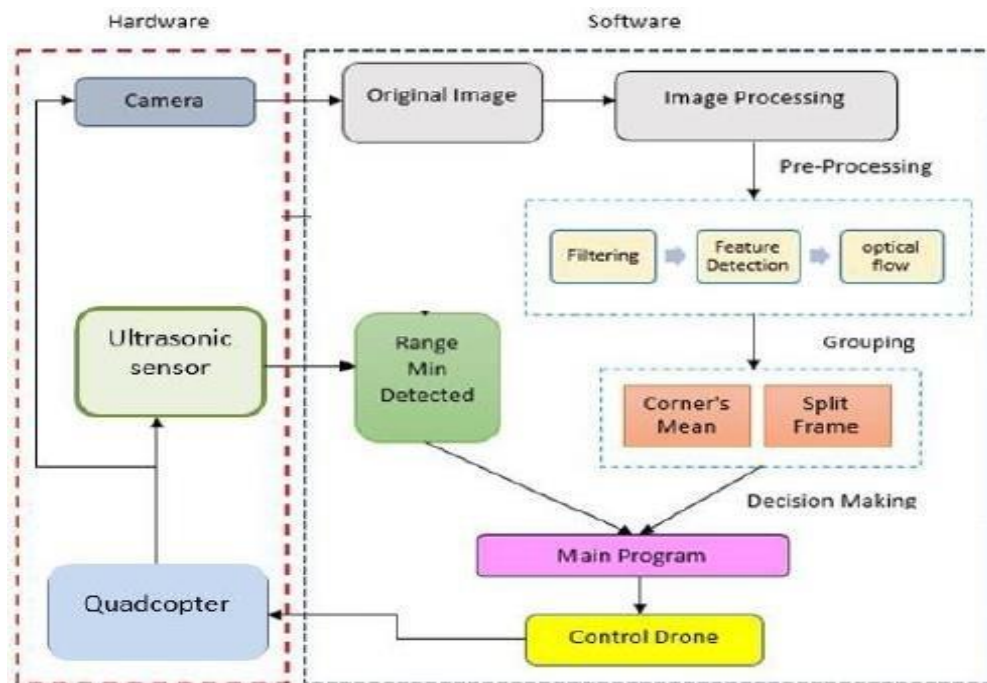 Hardware
Software
Camera
Original Image
Image Processing
Pre-Processing
Filtering
Feature
Detection
optical
flow
Ultrasonic
sensor
Range
Min
Detected
Grouping
Corner's
Mean
Split
Frame
Decision Making
Main Program
Quadcopter
Control Drone